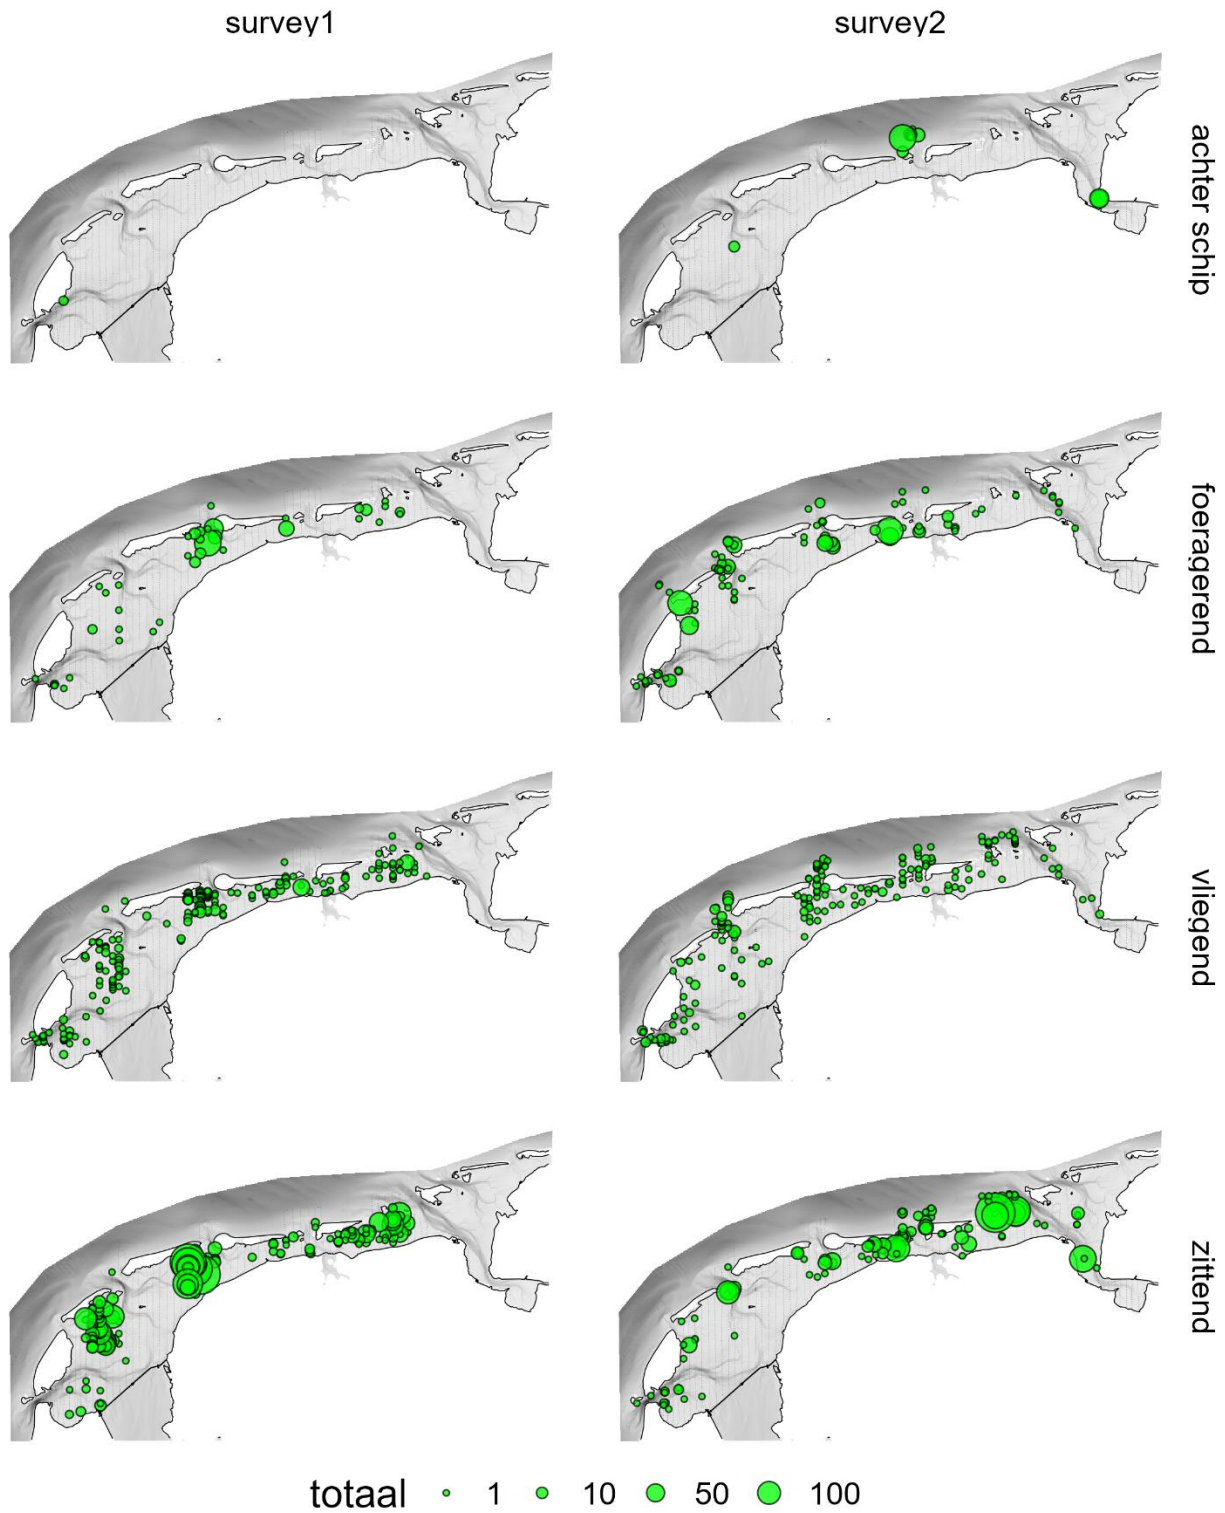 survey1
survey2
achter schip
foeragerend
vliegend
zittend
totaal 1 10 50 100